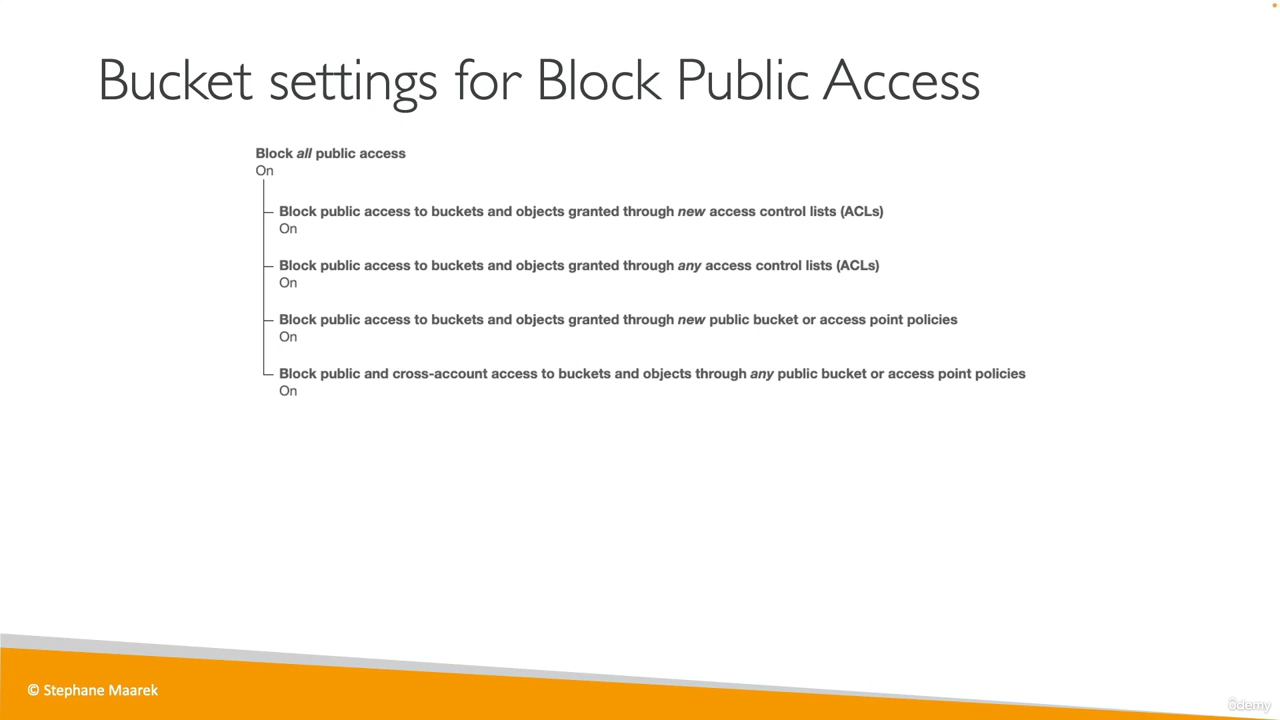 Bucket settings for Block Public Access
Block all public access
On
Block public access to buckets and objects granted through new access control lists (ACLs)
On
Block public access to buckets and objects granted through any access control lists (ACLs)
On
Block public access to buckets and objects granted through new public bucket or access point policies
On
Block public and cross-account access to buckets and objects through any public bucket or access point policies
On
© Stephane Maarek
ûdemy